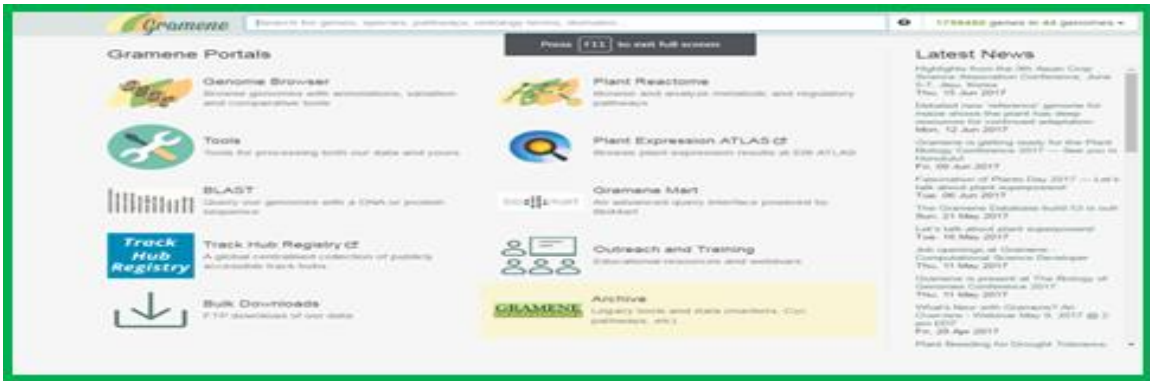 Gramene
Search for genes, species, pathways, ontology terms, domains...
1798480 genes in 44 genomes
Press F11 to exit full screen
Gramene Portals
Genome Browser
Browse genomes with annotations, variation
and comparative tools
Tools
Tools for processing both our data and yours
BLAST
Query our genomes with a DNA or protein
sequence
Track
Hub
Registry
Track Hub Registry
A global centralised collection of publicly
accessible track hubs
Bulk Downloads
FTP download of our data
Plant Reactome
Browse and analyze metabolic and regulatory
pathways
Plant Expression ATLAS
Browse plant expression results at EBI ATLAS
Gramene Mart
An advanced query interface powered by
BioMart
Outreach and Training
Educational resources and webinars
GRAMENE
Archive
Legacy tools and data (markers, Cyc
pathways, etc)
Latest News
Highlights from the 9th Asian Crop
Science Association Conference, June
5-7, Jeju, Korea
Thu, 15 Jun 2017
Detailed new 'reference' genome for
maize shows the plant has deep
resources for continued adaptation
Mon, 12 Jun 2017
Gramene is getting ready for the Plant
Biology Conference 2017 — See you in
Honolulu!
Fri, 09 Jun 2017
Fascination of Plants Day 2017 — Let's
talk about plant superpowers!
Tue, 06 Jun 2017
The Gramene Database build 53 is out!
Sun, 21 May 2017
Let's talk about plant superpowers!
Tue, 16 May 2017
Job openings at Gramene
Computational Science Developer
Thu, 11 May 2017
Gramene is present at The Biology of
Genomes Conference 2017
Thu, 11 May 2017
What's New with Gramene? An
Overview - Webinar May 9, 2017 @ 2
pm EDT
Fri, 28 Apr 2017
Plant Breeding for Drought Tolerance